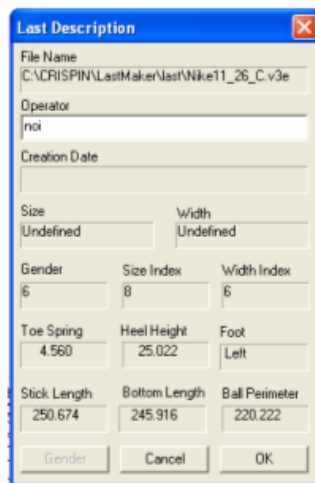 Last Description
File Name
C:\CRISPIN\LastMaker\last\Nike11_26_C.v3e
Operator
noi
Creation Date
Size Width
Undefined Undefined
Gender Size Index Width Index
6 8 6
Toe Spring Heel Height Foot
4.560 25.022 Left
Stick Length Bottom Length Ball Perimeter
250.674 245.916 220.222
Gender Cancel OK